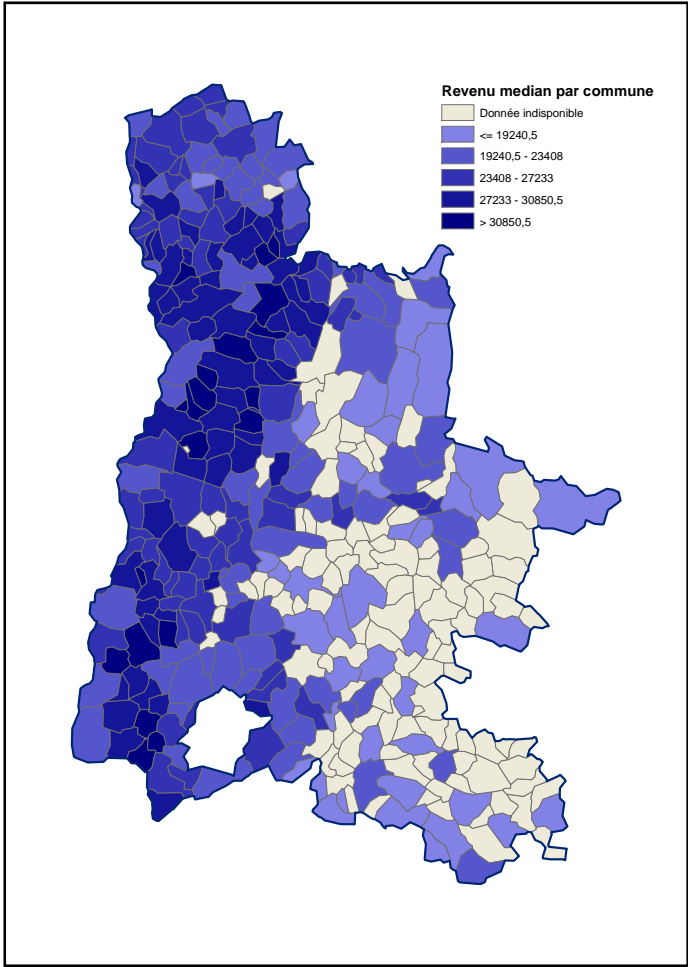 Revenu median par commune
Donnée indisponible
<= 19240,5
19240,5 - 23408
23408 - 27233
27233 - 30850,5
> 30850,5